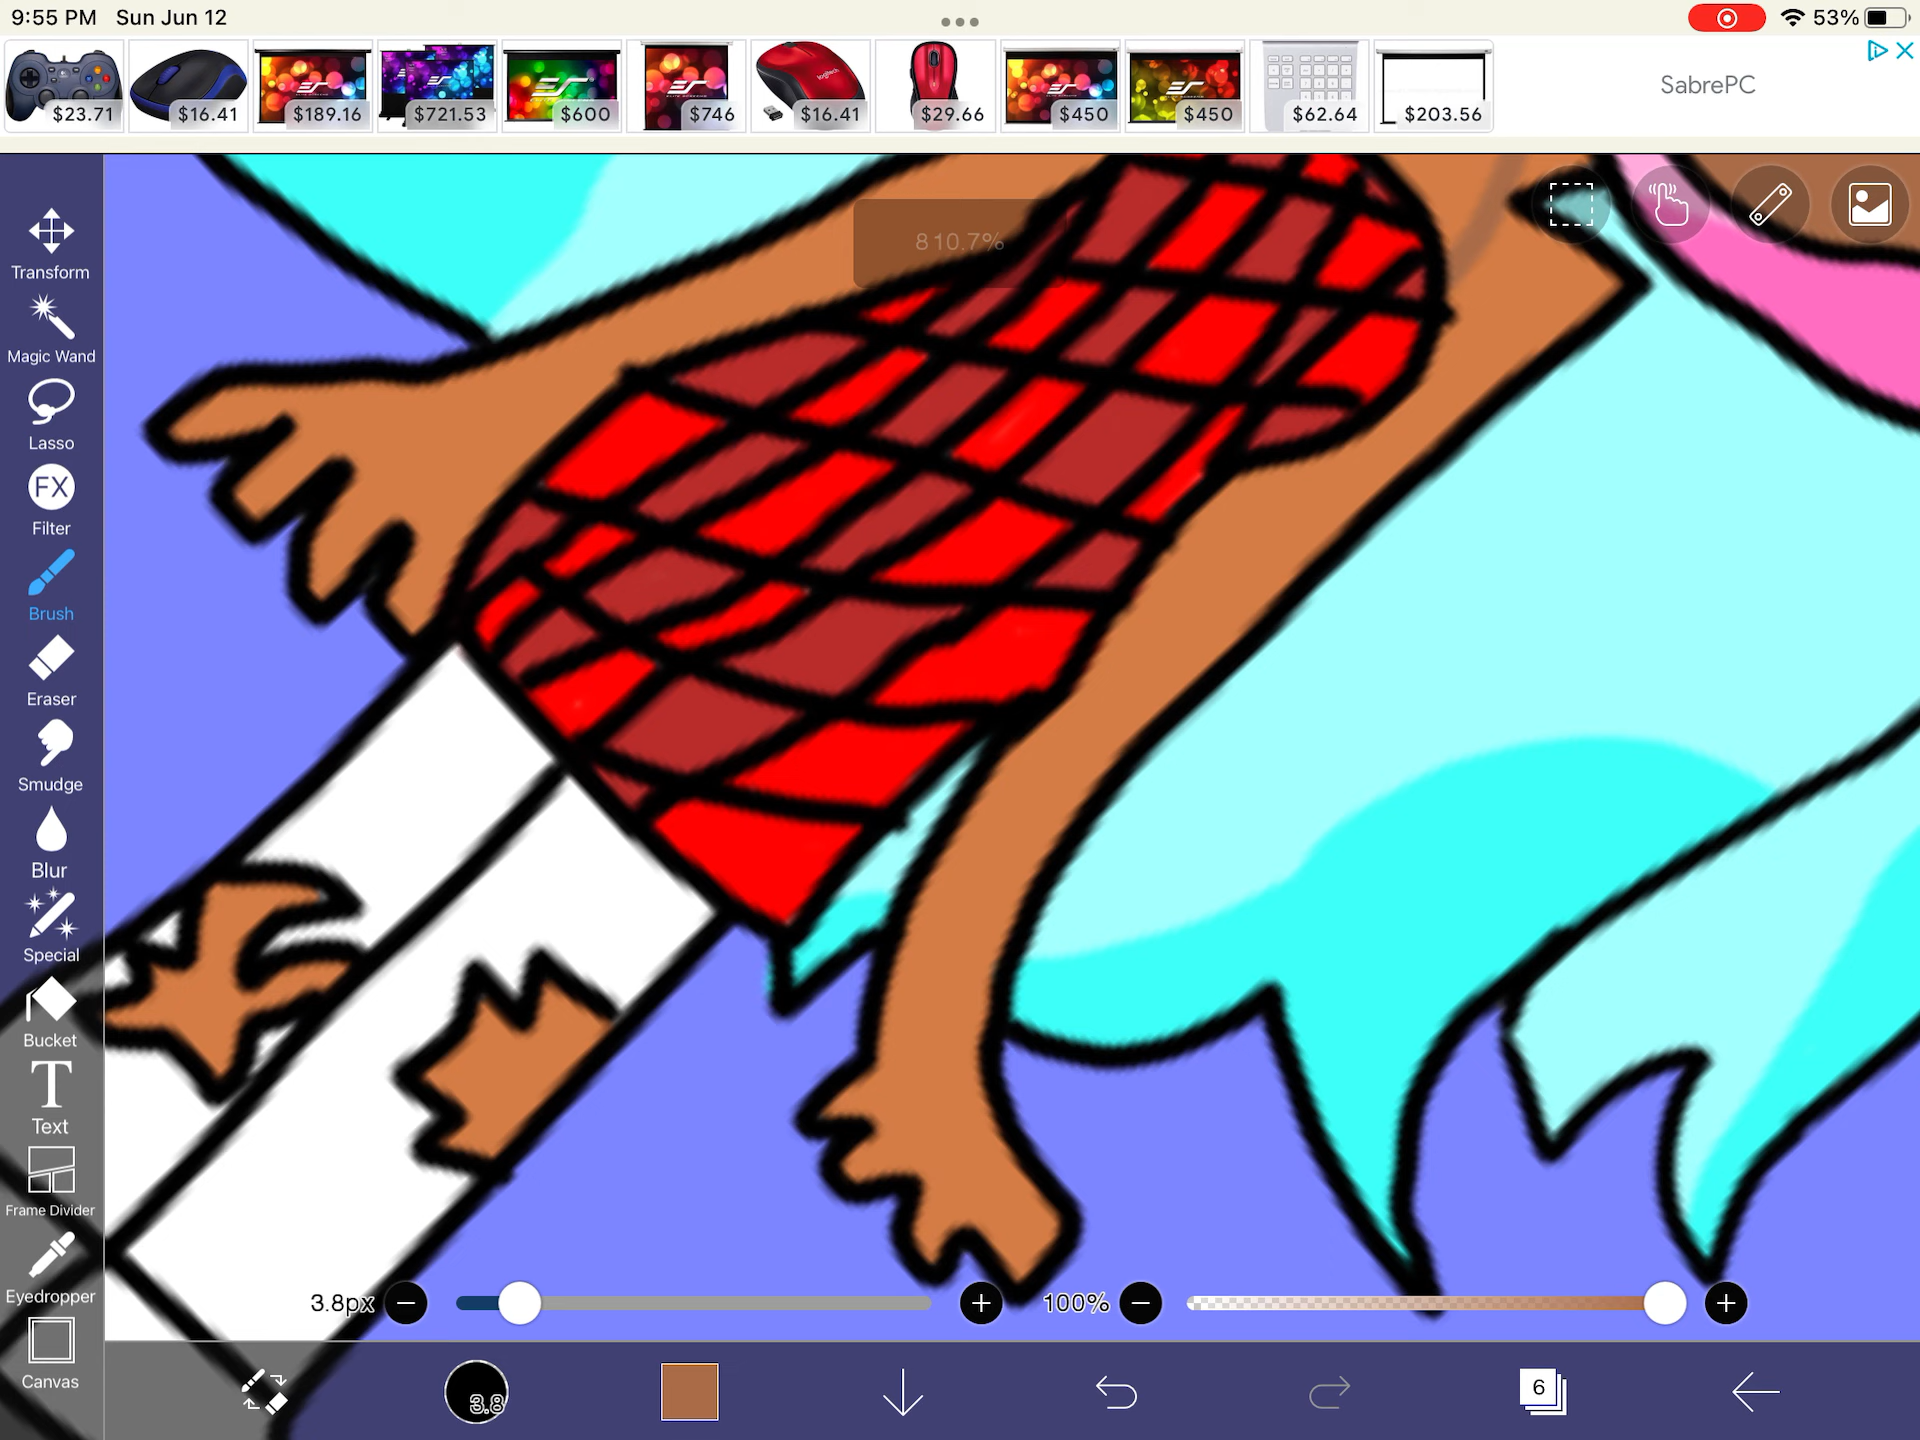 9:55 PM Sun Jun 12
53%
$23.71
$16.41
$189.16
$721.53
$600
$746
logitech
$16.41
$29.66
$450
$450
$62.64
$203.56
SabrePC
810.7%
Transform
Magic Wand
Lasso
FX
Filter
Brush
Eraser
Smudge
Blur
Special
Bucket
T
Text
Frame Divider
Eyedropper
Canvas
3.8px
100%
3.8
6